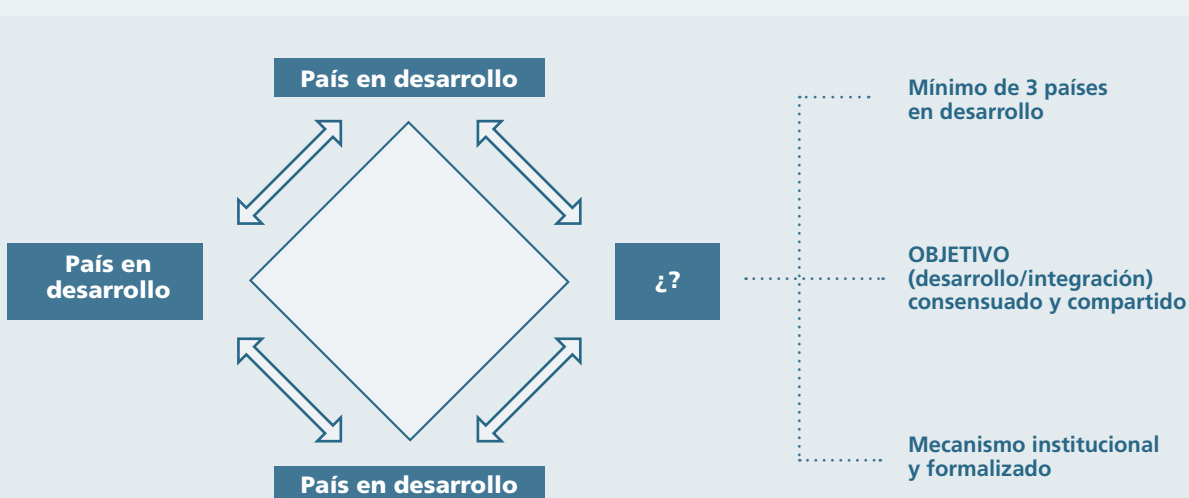 País en desarrollo
Mínimo de 3 países
en desarrollo
País en
desarrollo
¿?
OBJETIVO
(desarrollo/integración)
consensuado y compartido
Mecanismo institucional
y formalizado
País en desarrollo